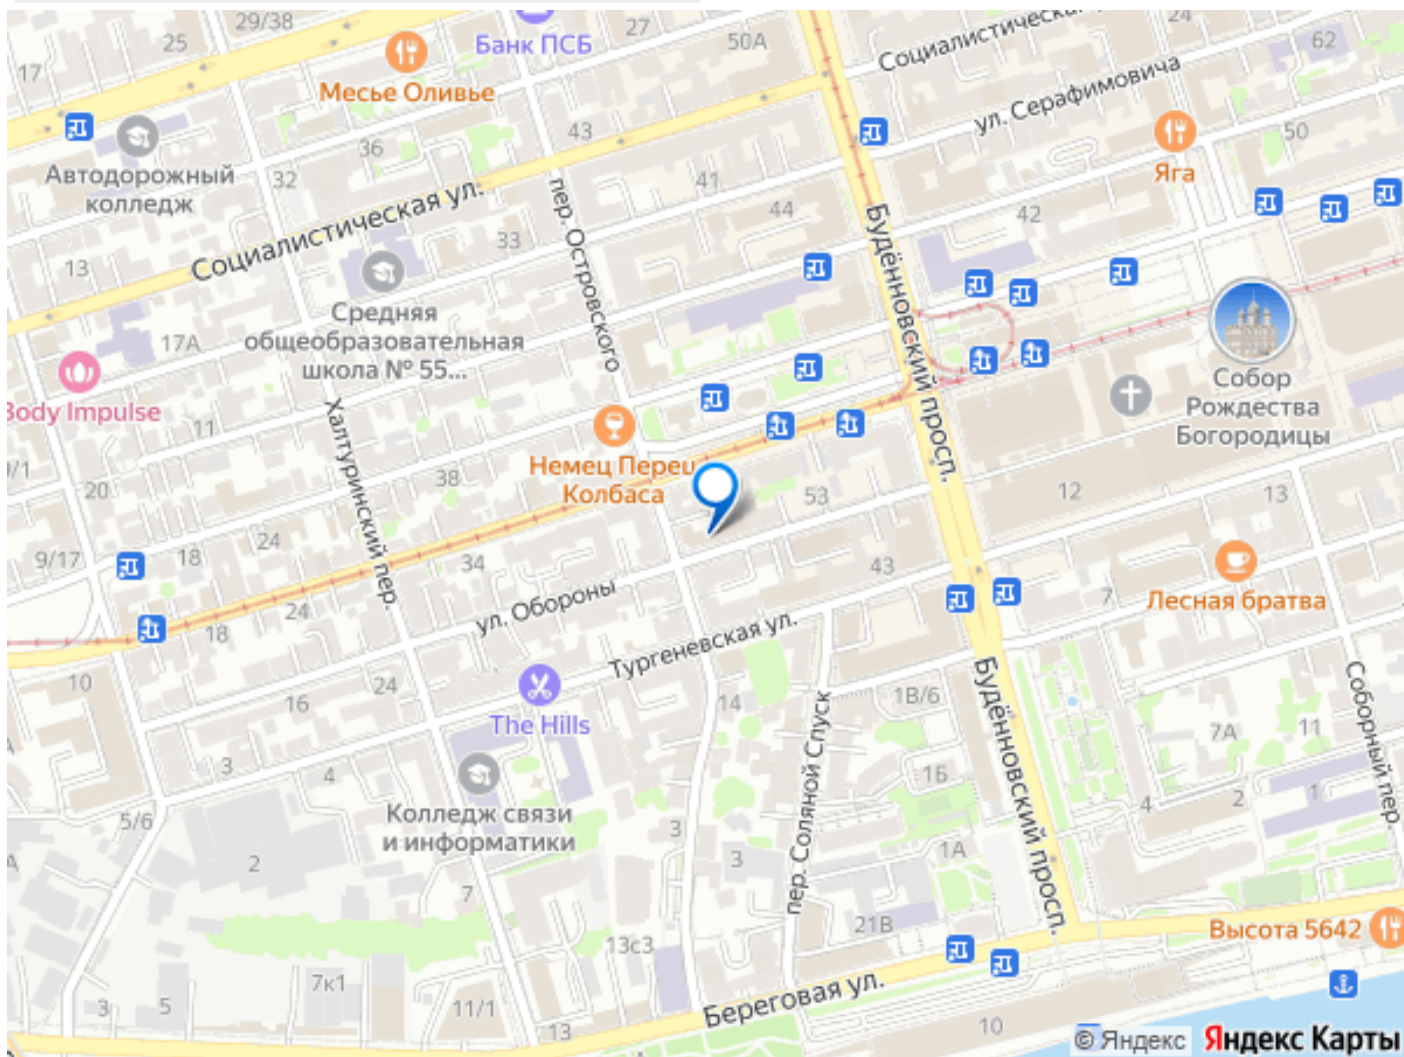 29/38
24
25
27
50А
Банк ПСБ
62
17
Месье Оливье
Социалистическая
ул. Серафимовича
43
50
36
Автодорожный
колледж
32
41
Яга
44
42
пер. Островского
Социалистическая ул.
33
13
Средняя
общеобразовательная
школа № 55...
17А
Будённовский просп.
Собор
Рождества
Богородицы
Body Impulse
11
Халтуринский пер.
/1
38
Немец Перец
Колбаса
20
53
12
13
9/17
18
24
34
43
ул. Обороны
7
Лесная братва
24
18
Тургеневская ул.
10
24
16
14
1В/6
The Hills
Будённовский просп.
Соборный пер.
7А
11
пер. Соляной Спуск
3
4
1Б
4
2
1
Колледж связи
и информатики
5/6
3
3
2
1А
7
21В
Высота 5642
13с3
7к1
3
5
11/1
Береговая ул.
13
10
© Яндекс
Яндекс Карты